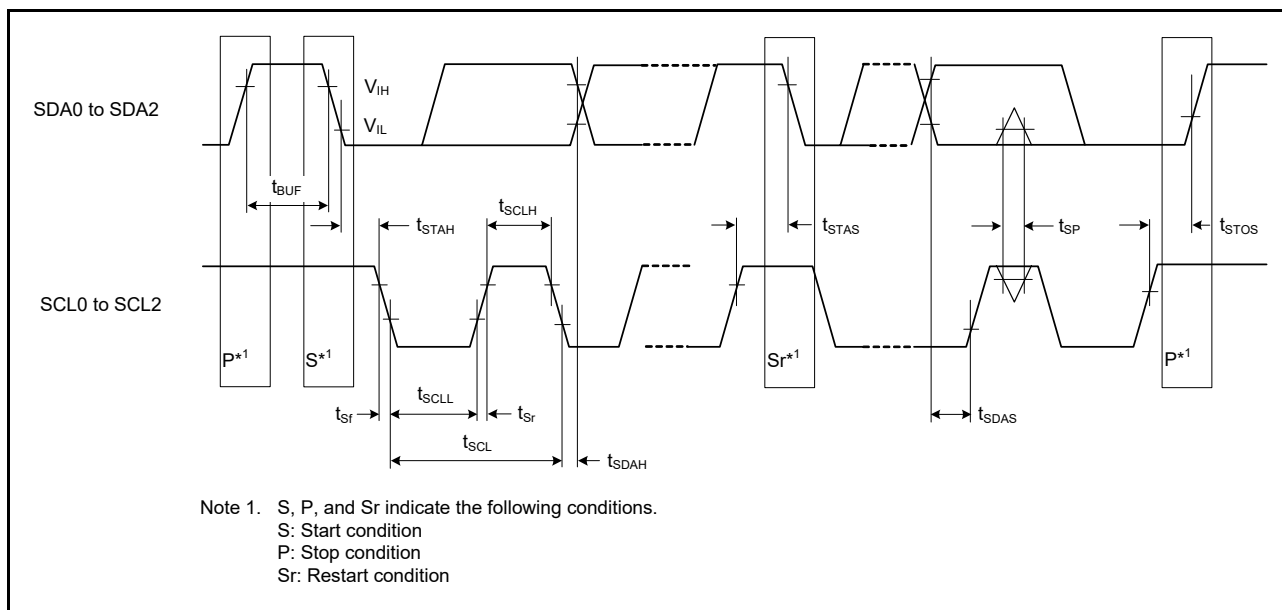 SDA0 to SDA2
VIH
VIL
tBUF
tSTAH
tSCLH
tSTAS
tSP
tSTOS
SCL0 to SCL2
P*1
S*1
Sr*1
P*1
tSf
tSCLL
tSr
tSDAS
tSCL
tSDAH
Note 1. S, P, and Sr indicate the following conditions.
S: Start condition
P: Stop condition
Sr: Restart condition